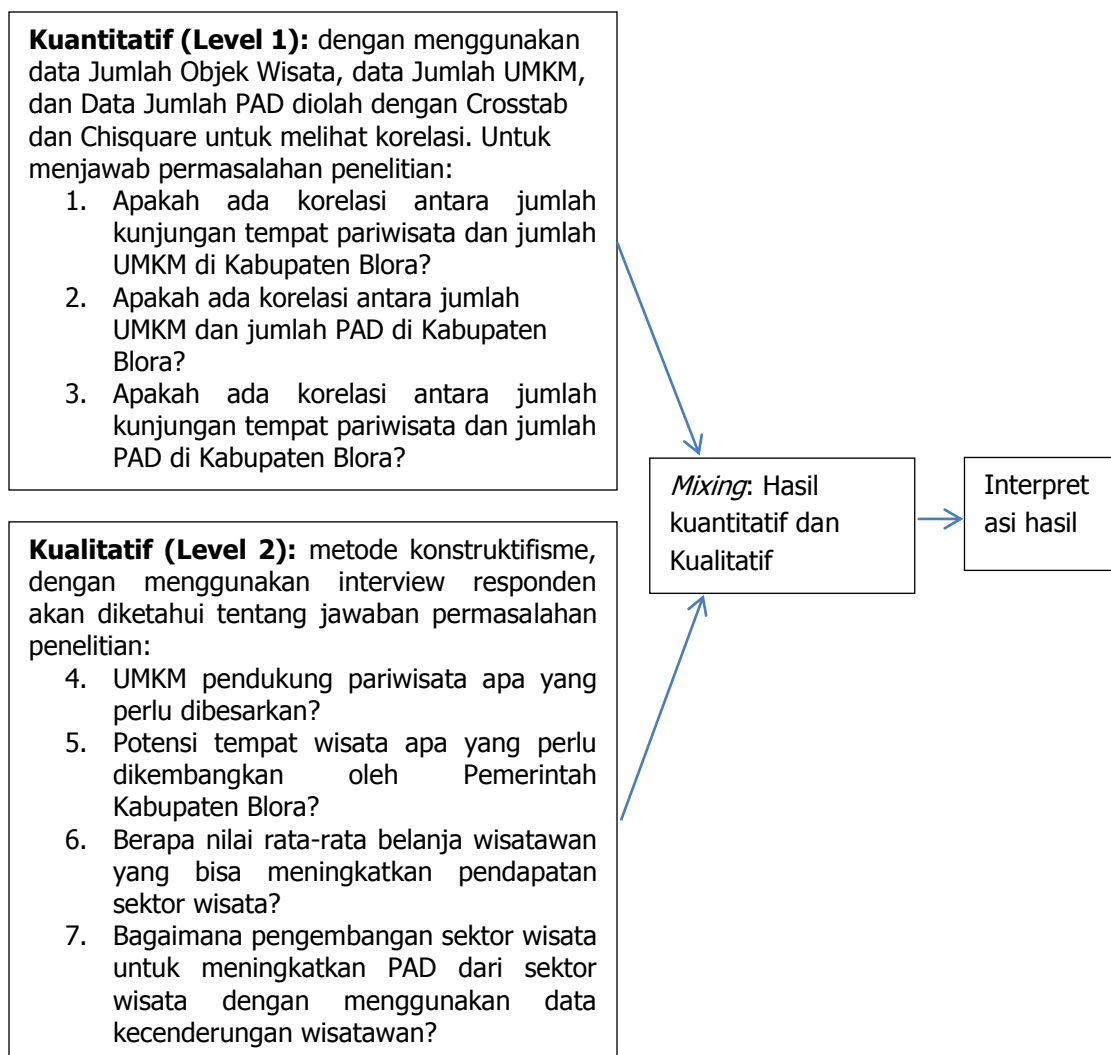 Kuantitatif (Level 1): dengan menggunakan
data Jumlah Objek Wisata, data Jumlah UMKM,
dan Data Jumlah PAD diolah dengan Crosstab
dan Chisquare untuk melihat korelasi. Untuk
menjawab permasalahan penelitian:
1. Apakah ada korelasi antara jumlah
kunjungan tempat pariwisata dan jumlah
UMKM di Kabupaten Blora?
2. Apakah ada korelasi antara jumlah
UMKM dan jumlah PAD di Kabupaten
Blora?
3. Apakah ada korelasi antara jumlah
kunjungan tempat pariwisata dan jumlah
PAD di Kabupaten Blora?
Kualitatif (Level 2): metode konstruktifisme,
dengan menggunakan interview responden
akan diketahui tentang jawaban permasalahan
penelitian:
4. UMKM pendukung pariwisata apa yang
perlu dibesarkan?
5. Potensi tempat wisata apa yang perlu
dikembangkan oleh Pemerintah
Kabupaten Blora?
6. Berapa nilai rata-rata belanja wisatawan
yang bisa meningkatkan pendapatan
sektor wisata?
7. Bagaimana pengembangan sektor wisata
untuk meningkatkan PAD dari sektor
wisata dengan menggunakan data
kecenderungan wisatawan?
Mixing: Hasil
kuantitatif dan
Kualitatif
Interpret
asi hasil